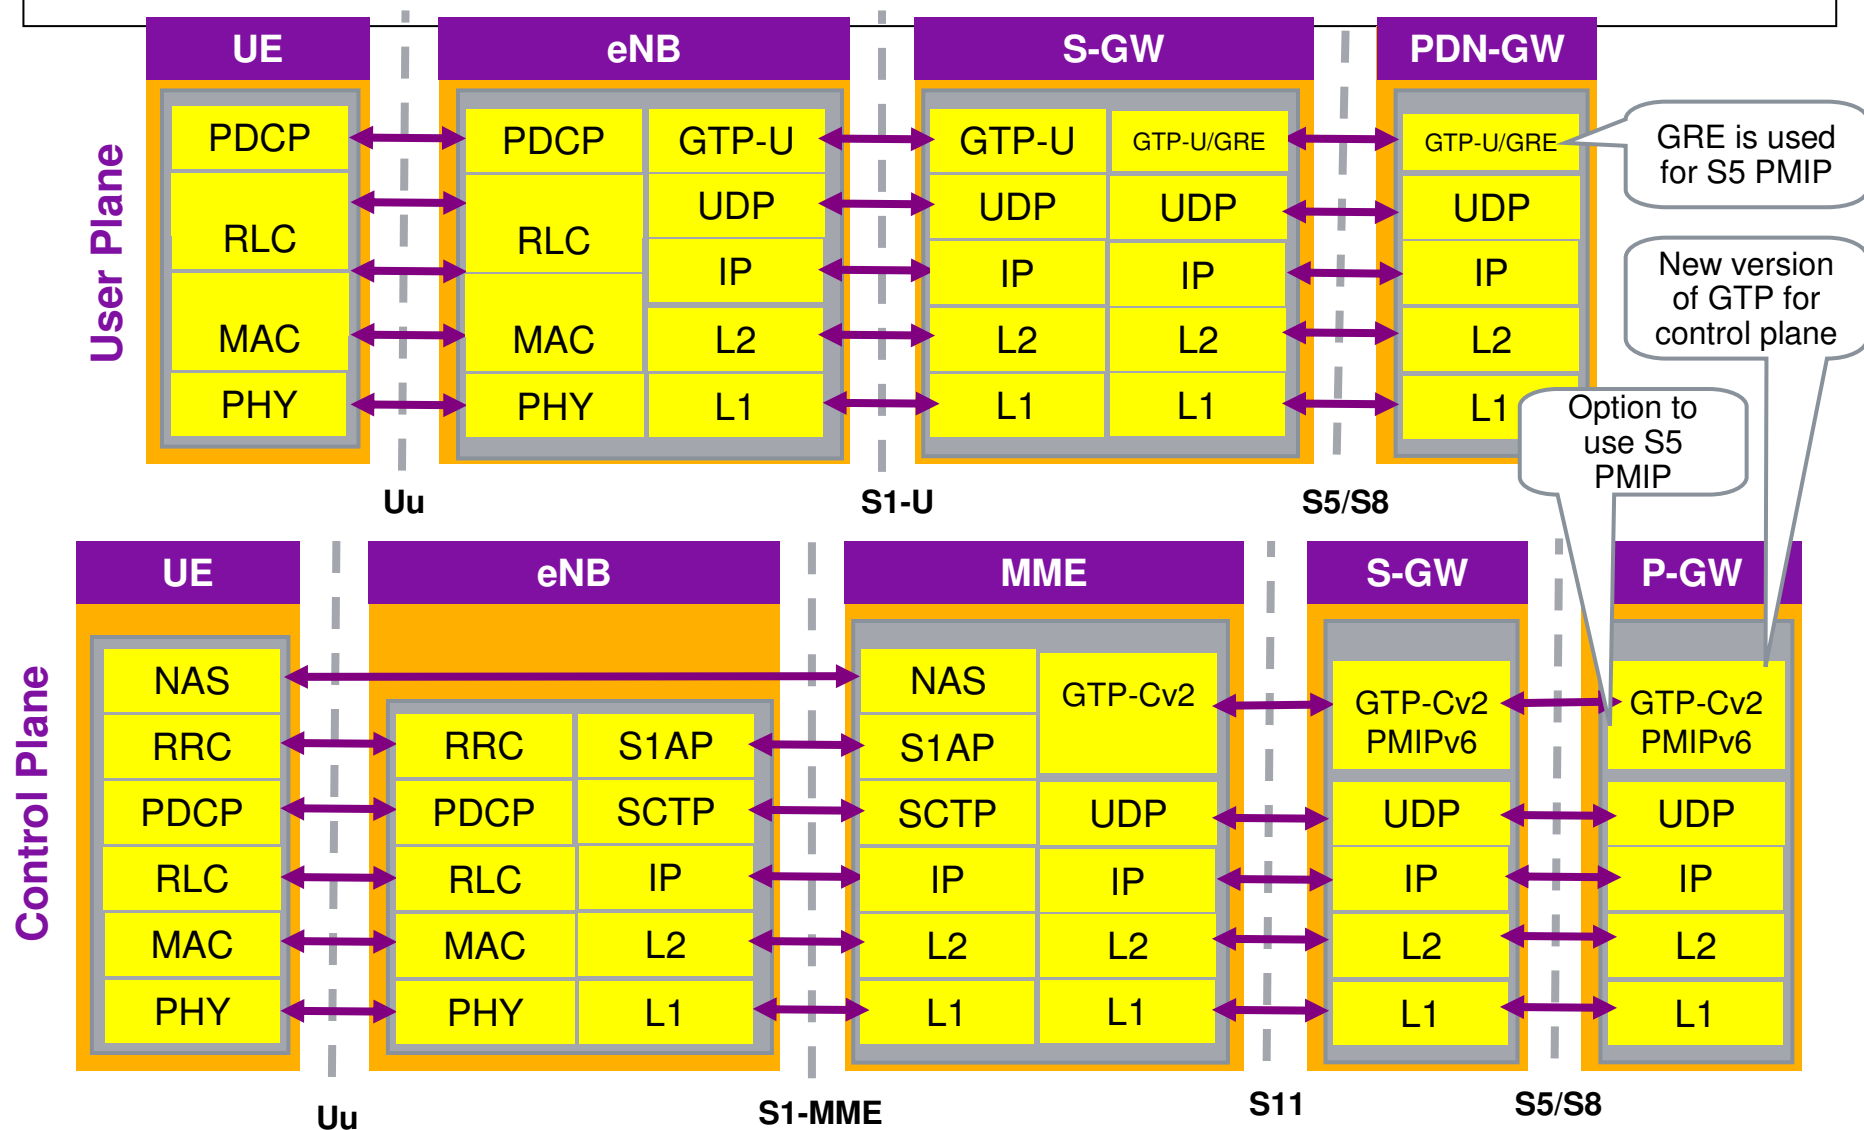 UE
eNB
S-GW
PDN-GW
User Plane
PDCP
RLC
MAC
PHY
PDCP
RLC
MAC
PHY
GTP-U
UDP
IP
L2
L1
GTP-U
UDP
IP
L2
L1
GTP-U/GRE
UDP
IP
L2
L1
GTP-U/GRE
UDP
IP
L2
L1
GRE is used
for S5 PMIP
New version
of GTP for
control plane
Option to
use S5
PMIP
Uu
S1-U
S5/S8
UE
eNB
MME
S-GW
P-GW
Control Plane
NAS
RRC
PDCP
RLC
MAC
PHY
RRC
PDCP
RLC
MAC
PHY
S1AP
SCTP
IP
L2
L1
NAS
S1AP
SCTP
IP
L2
L1
GTP-Cv2
UDP
IP
L2
L1
GTP-Cv2
PMIPv6
UDP
IP
L2
L1
GTP-Cv2
PMIPv6
UDP
IP
L2
L1
Uu
S1-MME
S11
S5/S8